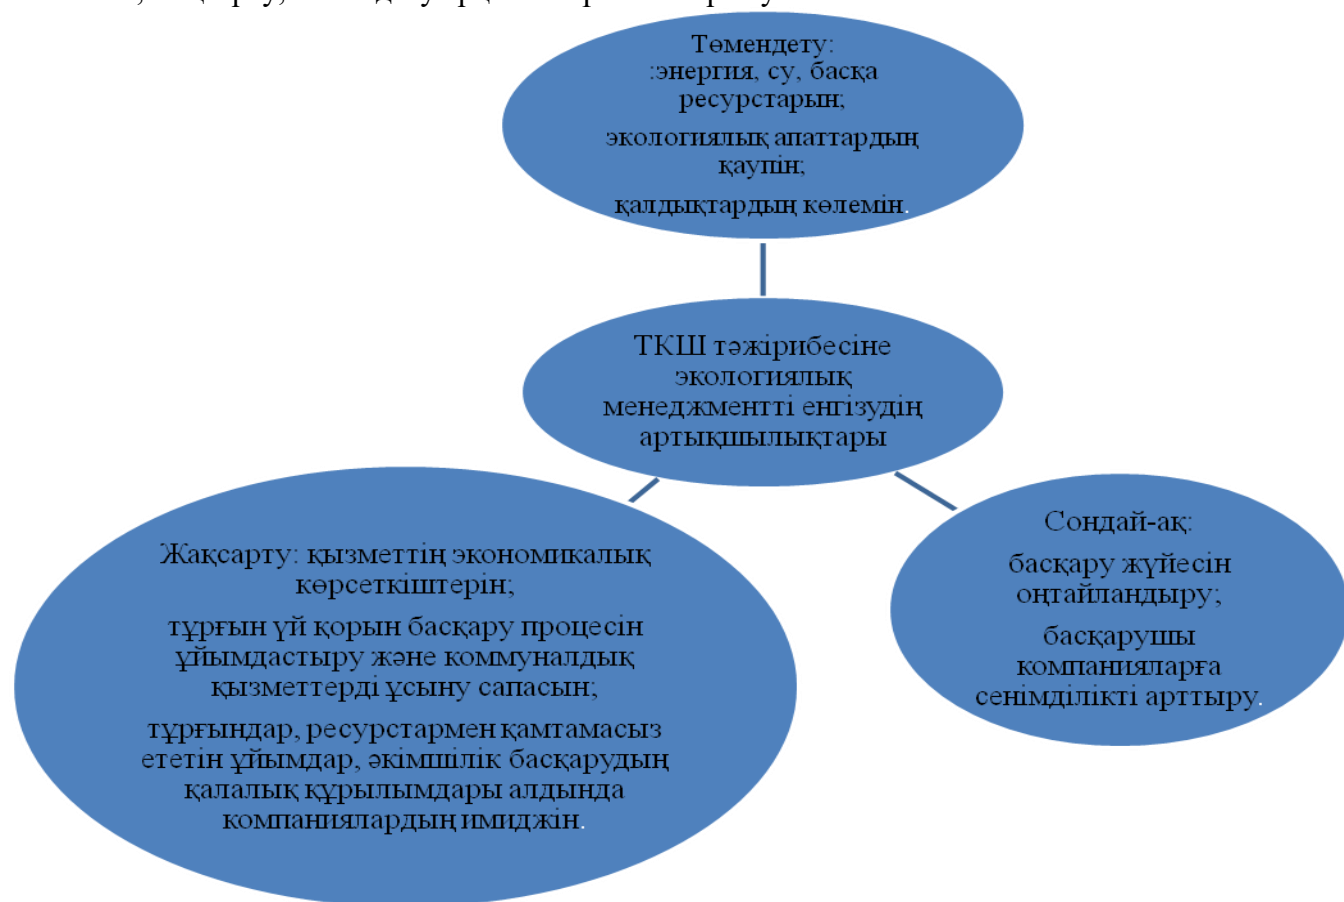 Төмендету:
:энергия, су, басқа
ресурстарын;
экологиялық апаттардың
қаупін;
қалдықтардың көлемін.
ТКШ тәжірибесіне
экологиялық
менеджментті енгізудің
артықшылықтары
Жақсарту: қызметтің экономикалық
көрсеткіштерін;
тұрғын үй қорын басқару процесін
ұйымдастыру және коммуналдық
қызметтерді ұсыну сапасын;
тұрғындар, ресурстармен қамтамасыз
ететін ұйымдар, әкімшілік басқарудың
қалалық құрылымдары алдында
компаниялардың имиджін.
Сондай-ақ:
басқару жүйесін
оңтайландыру;
басқарушы
компанияларға
сенімділікті арттыру.